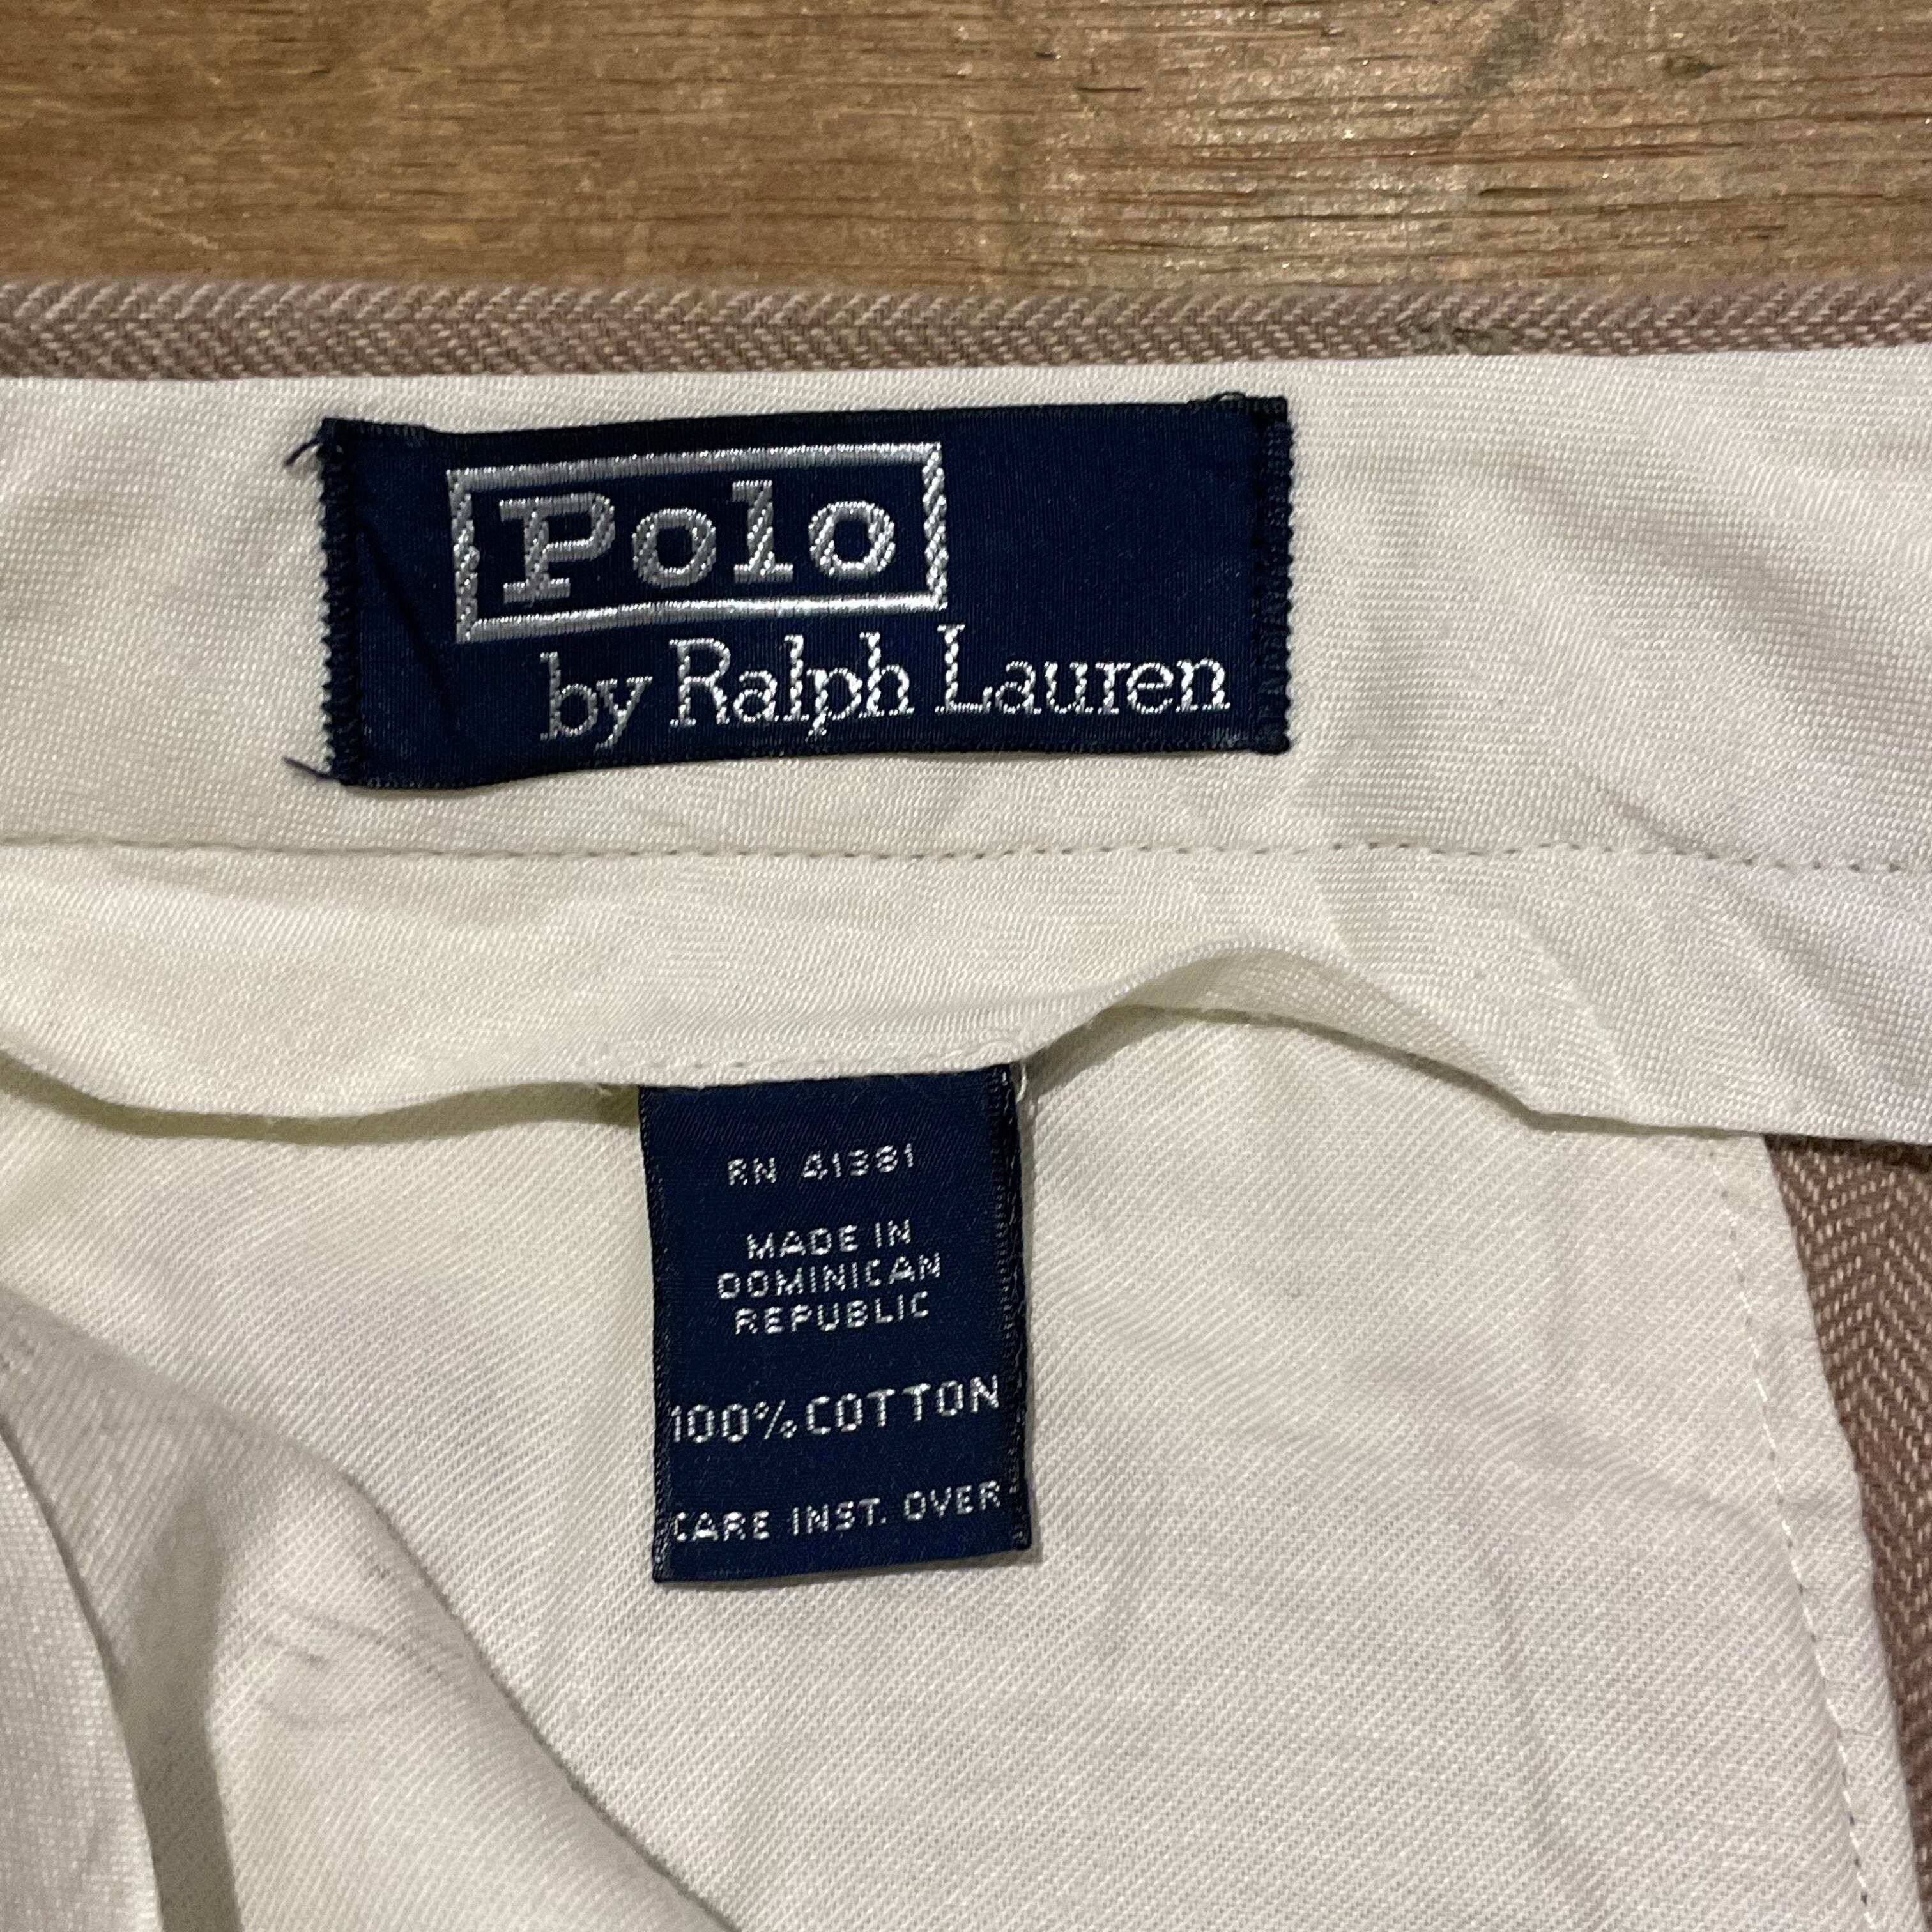 Polo
by Ralph Lauren
RN 41381
MADE IN
DOMINICAN
REPUBLIC
100% COTTON
CARE INST. OVER